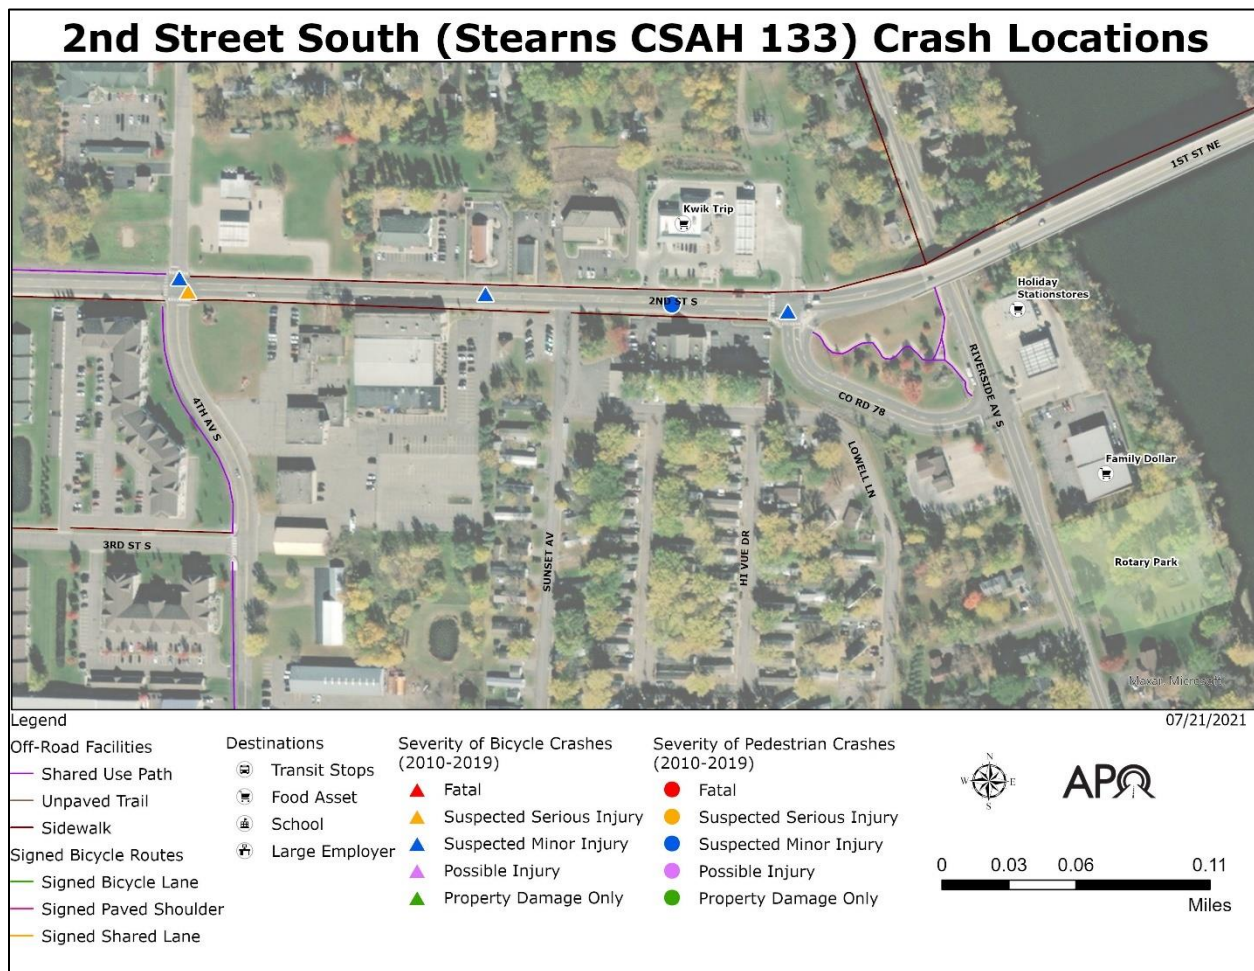 2nd Street South (Stearns CSAH 133) Crash Locations
1ST ST NE
Kwik Trip
2ND ST S
Holiday
Stationstores
RIVERSIDE AV S
4TH AV S
CO RD 78
LOWELL LN
Family Dollar
3RD ST S
SUNSET AV
HI VUE DR
Rotary Park
Maxar, Microsoft
07/21/2021
Legend
Off-Road Facilities
Shared Use Path
Unpaved Trail
Sidewalk
Signed Bicycle Routes
Signed Bicycle Lane
Signed Paved Shoulder
Signed Shared Lane
Destinations
Transit Stops
Food Asset
School
Large Employer
Severity of Bicycle Crashes
(2010-2019)
Fatal
Suspected Serious Injury
Suspected Minor Injury
Possible Injury
Property Damage Only
Severity of Pedestrian Crashes
(2010-2019)
Fatal
Suspected Serious Injury
Suspected Minor Injury
Possible Injury
Property Damage Only
N
W E
S
APO
0 0.03 0.06 0.11
Miles